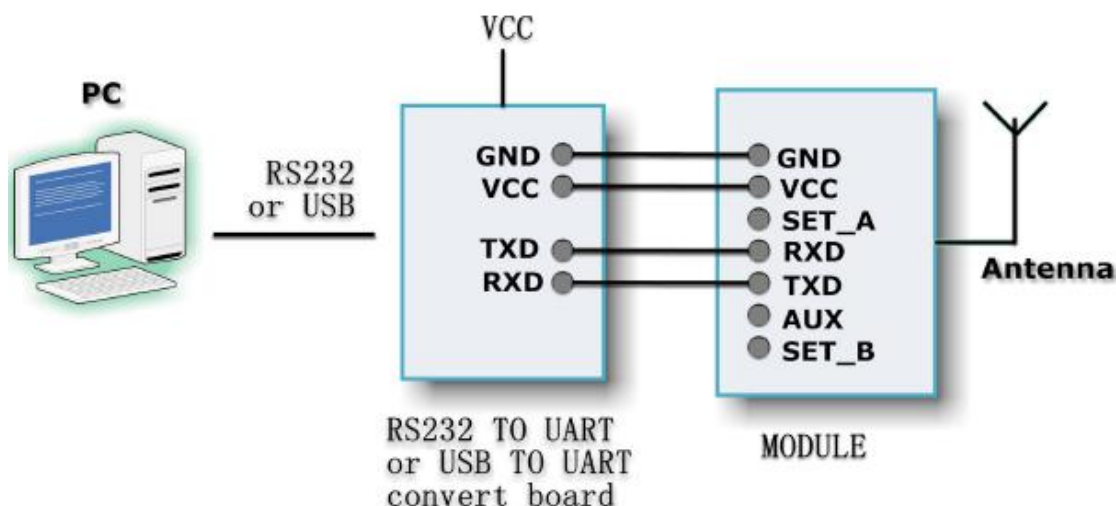 VCC
PC
RS232
or USB
GND
VCC
TXD
RXD
GND
VCC
SET_A
RXD
TXD
AUX
SET_B
Antenna
RS232 TO UART
or USB TO UART
convert board
MODULE